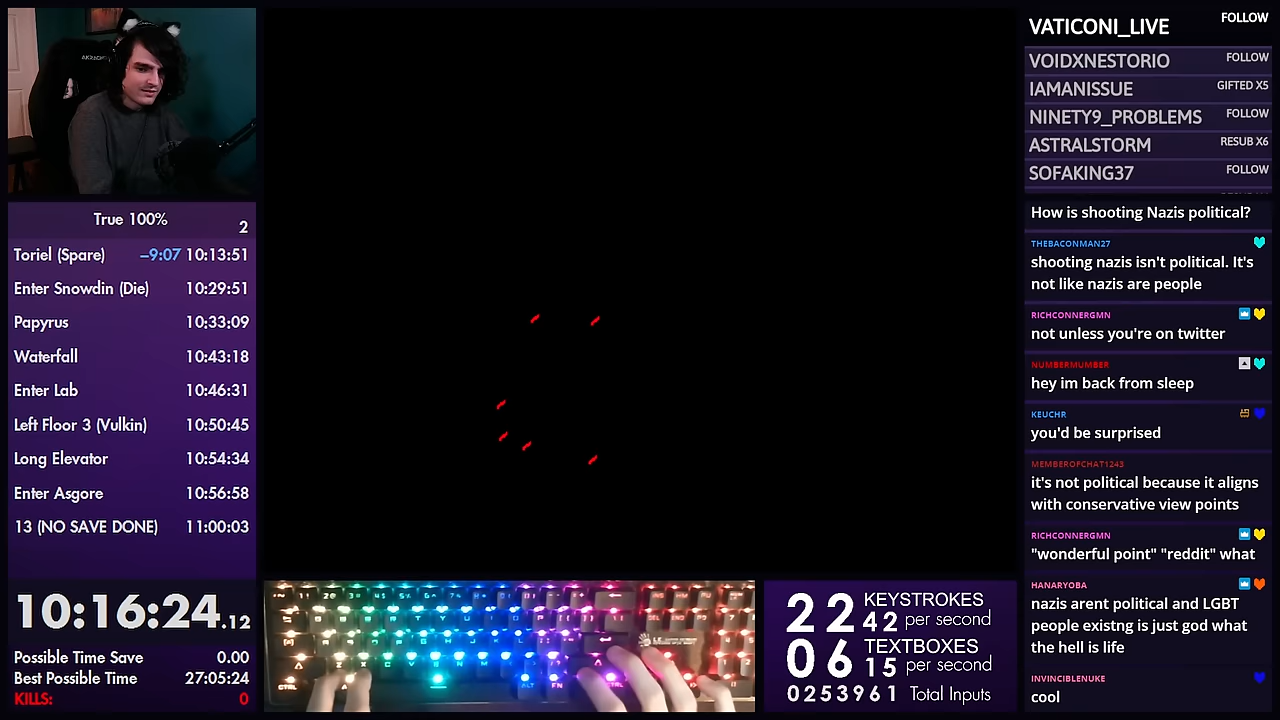 VATICONI_LIVE FOLLOW
VOIDXNESTORIO FOLLOW
IAMANISSUE GIFTED X5
NINETY9_PROBLEMS FOLLOW
ASTRALSTORM RESUB X6
SOFAKING37 FOLLOW
True 100%
2
Toriel (Spare) −9:07 10:13:51
Enter Snowdin (Die) 10:29:51
Papyrus 10:33:09
Waterfall 10:43:18
Enter Lab 10:46:31
Left Floor 3 (Vulkin) 10:50:45
Long Elevator 10:54:34
Enter Asgore 10:56:58
13 (NO SAVE DONE) 11:00:03
10:16:24.12
Possible Time Save 0.00
Best Possible Time 27:05:24
KILLS: 0
22 KEYSTROKES
42 per second
06 TEXTBOXES
15 per second
0253961 Total Inputs
How is shooting Nazis political?
THEBACONMAN27
shooting nazis isn't political. It's
not like nazis are people
RICHCONNERGMN
not unless you're on twitter
NUMBERMUMBER
hey im back from sleep
KEUCHR
you'd be surprised
MEMBEROFCHAT1243
it's not political because it aligns
with conservative view points
RICHCONNERGMN
"wonderful point" "reddit" what
HANARYOBA
nazis arent political and LGBT
people existng is just god what
the hell is life
INVINCIBLENUKE
cool